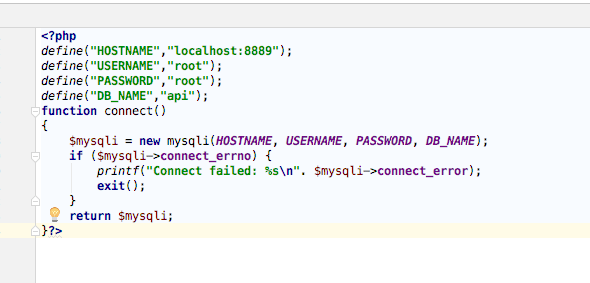 <?php
define("HOSTNAME","localhost:8889");
define("USERNAME","root");
define("PASSWORD","root");
define("DB_NAME","api");
function connect()
{
    $mysqli = new mysqli(HOSTNAME, USERNAME, PASSWORD, DB_NAME);
    if ($mysqli->connect_errno) {
        printf("Connect failed: %s\n". $mysqli->connect_error);
        exit();
    }
    return $mysqli;
}?>